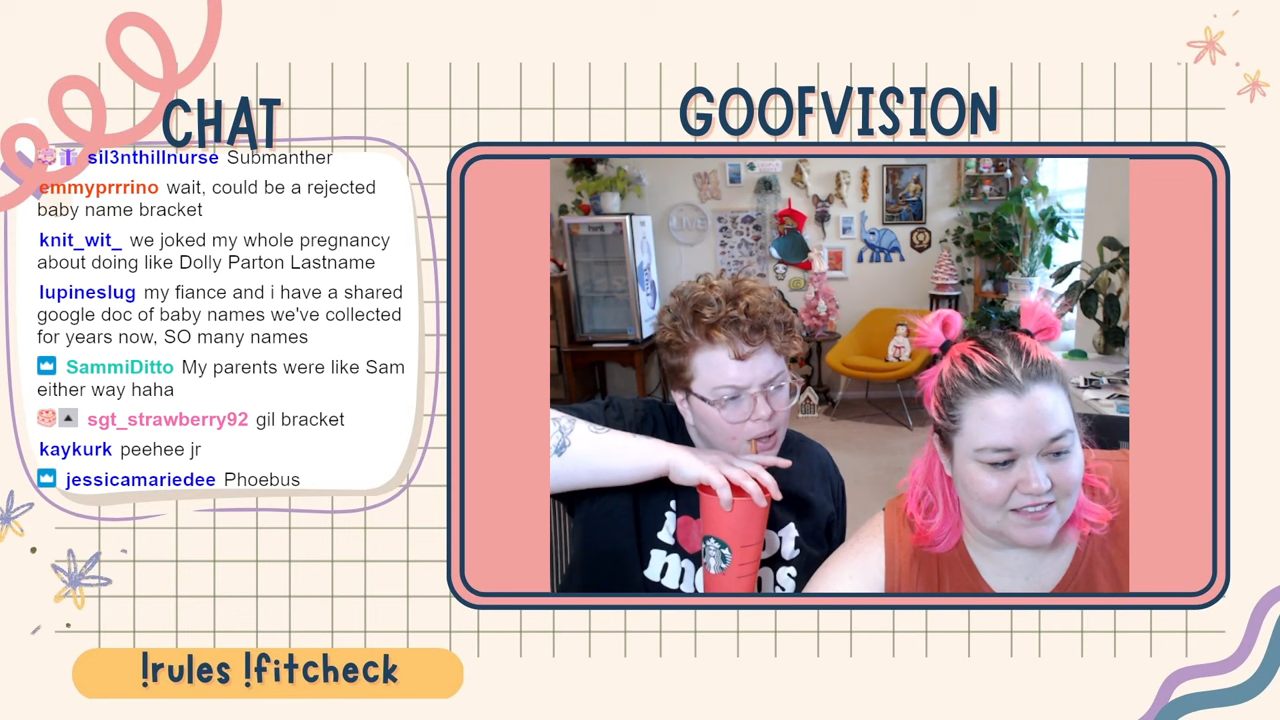 CHAT
GOOFVISION
sil3nthillnurse Submanther
emmyprrrino wait, could be a rejected
baby name bracket
knit_wit_ we joked my whole pregnancy
about doing like Dolly Parton Lastname
lupineslug my fiance and i have a shared
google doc of baby names we've collected
for years now, SO many names
SammiDitto My parents were like Sam
either way haha
sgt_strawberry92 gil bracket
kaykurk peehee jr
jessicamariedee Phoebus
LIVE
i
!rules !fitcheck